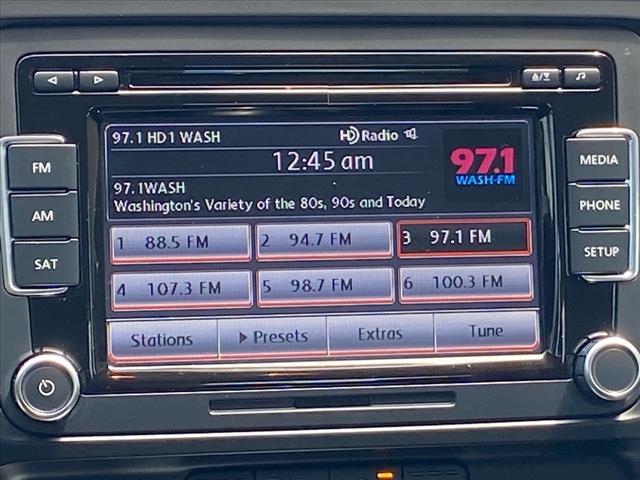 97.1 HD1 WASH HD Radio
12:45 am
97.1
WASH-FM
97.1WASH
Washington's Variety of the 80s, 90s and Today
1 88.5 FM 2 94.7 FM 3 97.1 FM
4 107.3 FM 5 98.7 FM 6 100.3 FM
Stations Presets Extras Tune
FM
AM
SAT
MEDIA
PHONE
SETUP